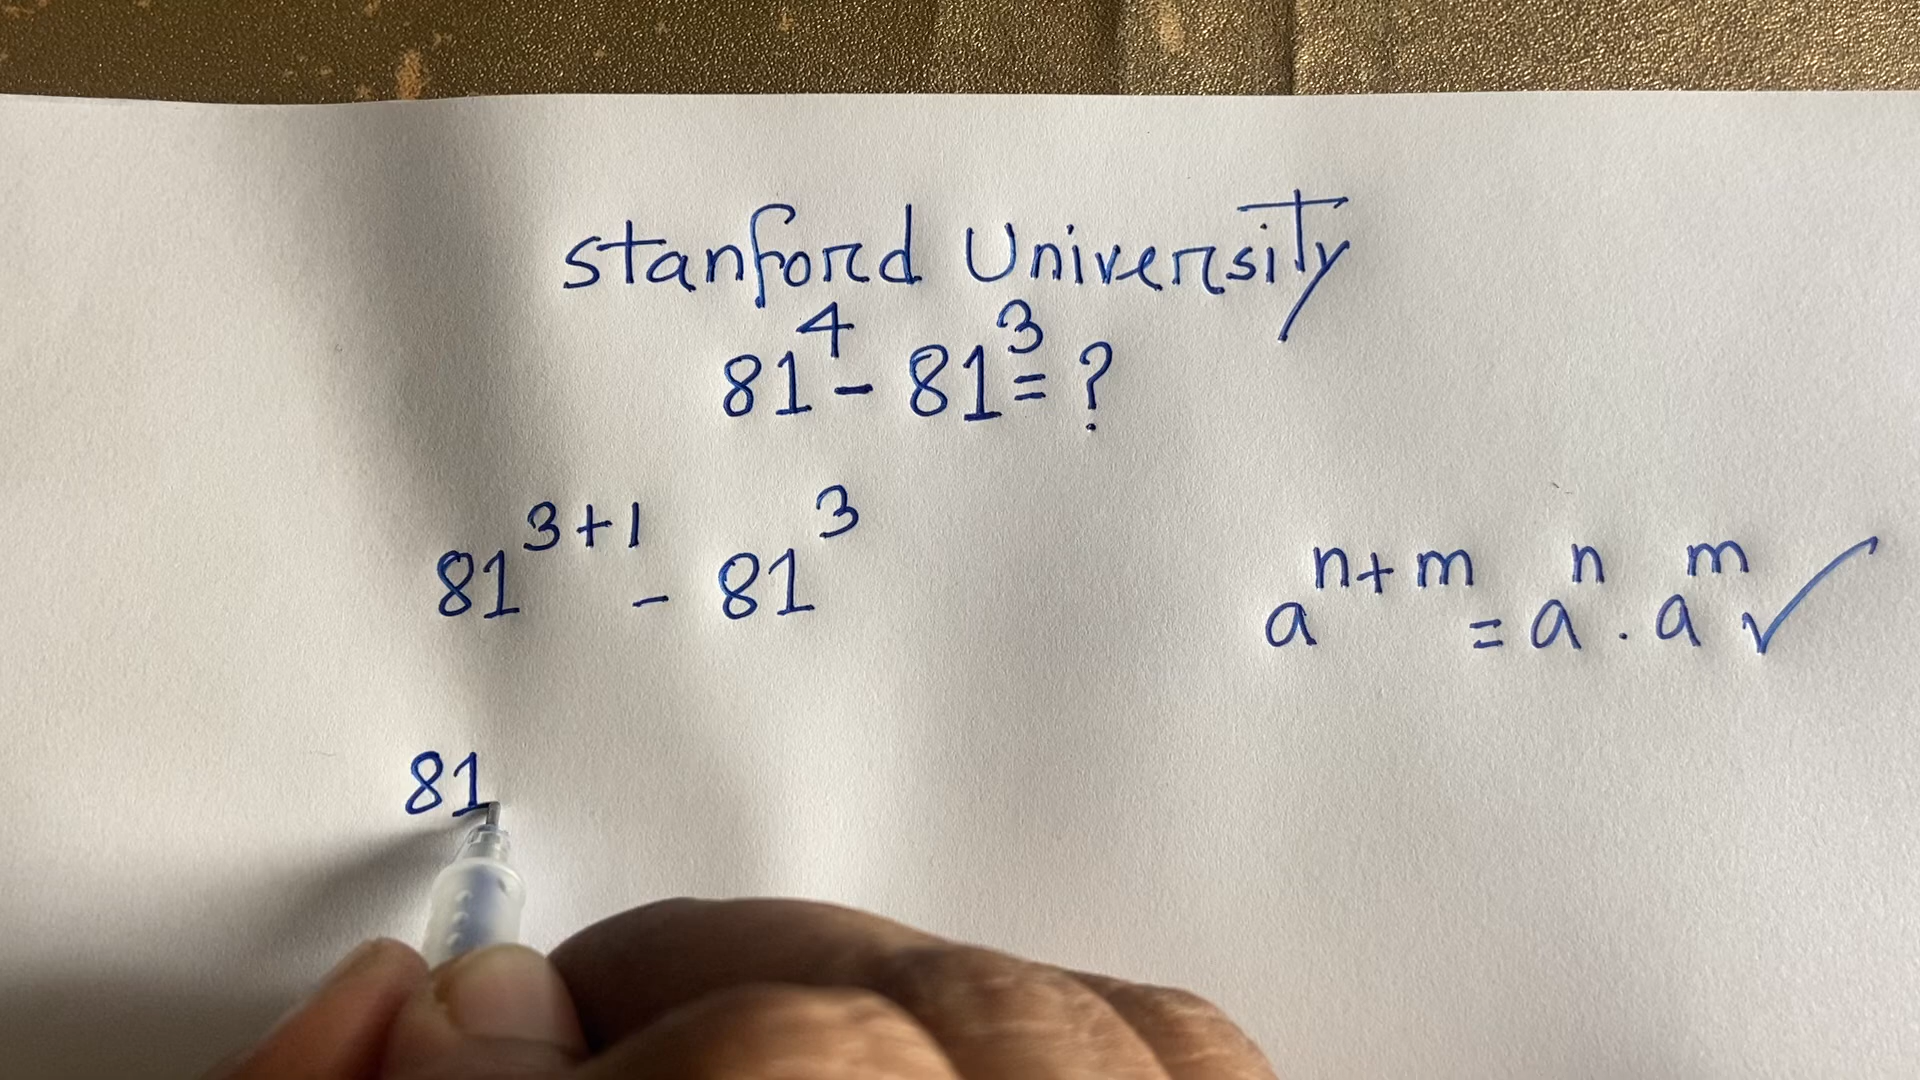 Stanford University
81⁴ - 81³ = ?
81³⁺¹ - 81³
aⁿ⁺ᵐ = aⁿ . aᵐ ✓
81